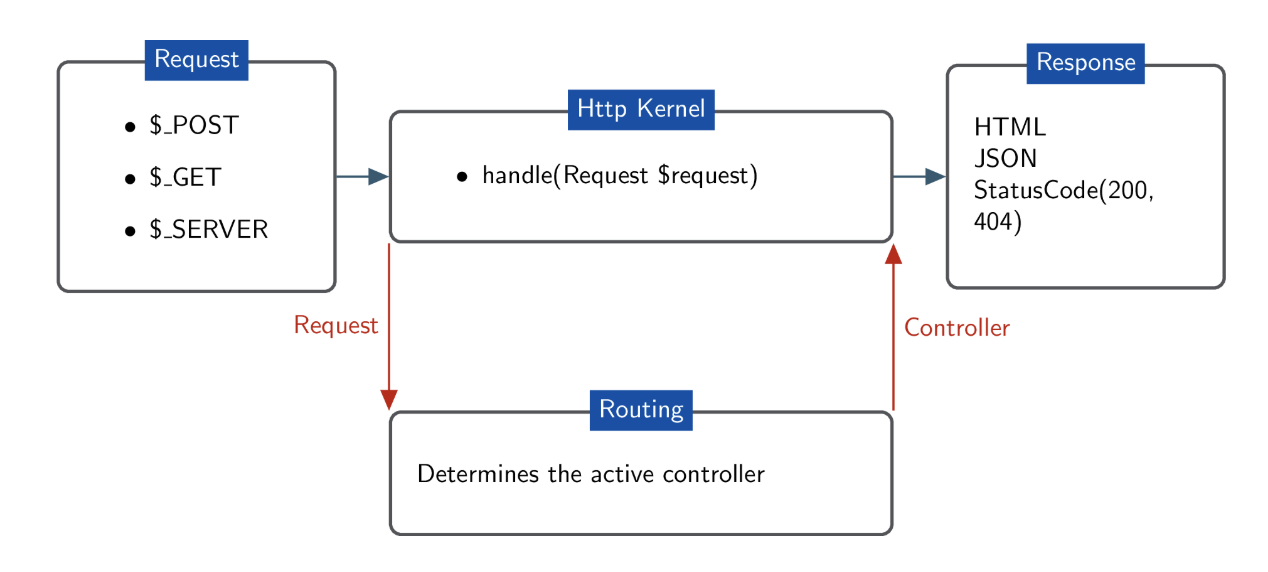 Request
• $_POST
• $_GET
• $_SERVER
Http Kernel
• handle(Request $request)
Response
HTML
JSON
StatusCode(200,
404)
Request
Controller
Routing
Determines the active controller